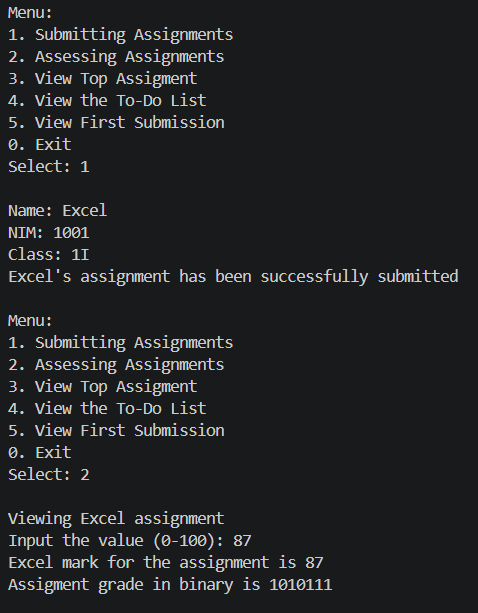 Menu:
1. Submitting Assignments
2. Assessing Assignments
3. View Top Assigment
4. View the To-Do List
5. View First Submission
0. Exit
Select: 1
Name: Excel
NIM: 1001
Class: 1I
Excel's assignment has been successfully submitted
Menu:
1. Submitting Assignments
2. Assessing Assignments
3. View Top Assigment
4. View the To-Do List
5. View First Submission
0. Exit
Select: 2
Viewing Excel assignment
Input the value (0-100): 87
Excel mark for the assignment is 87
Assigment grade in binary is 1010111